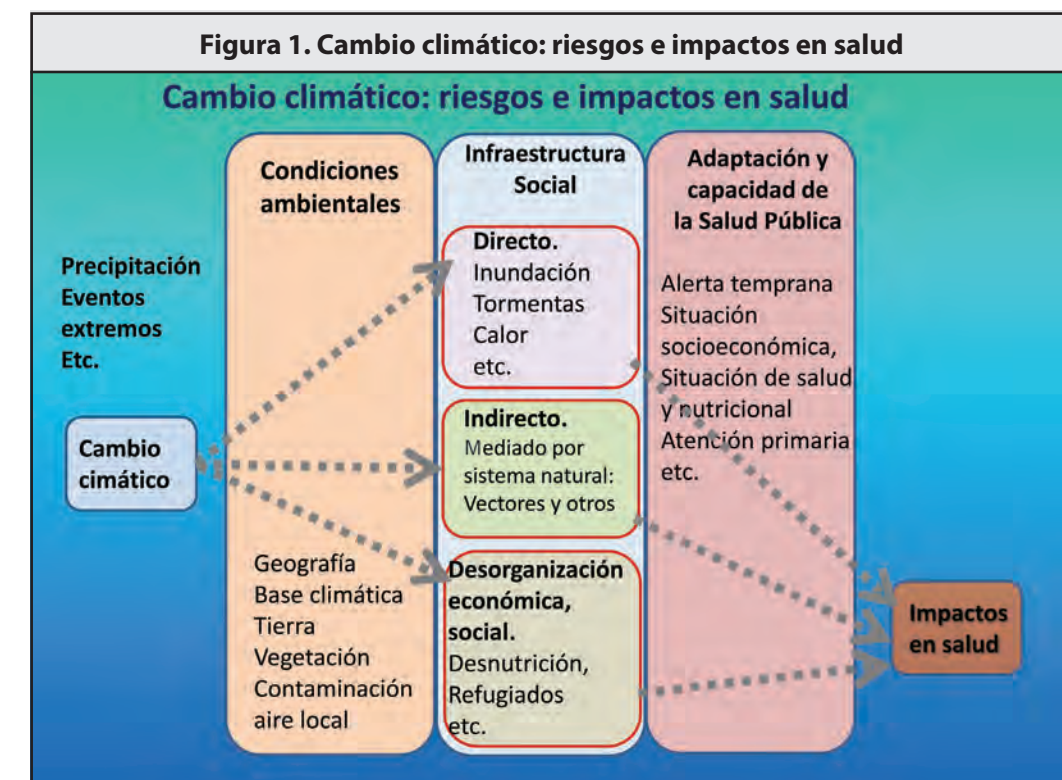 Figura 1. Cambio climático: riesgos e impactos en salud
Cambio climático: riesgos e impactos en salud
Precipitación
Eventos
extremos
Etc.
Cambio
cimático
Condiciones
ambientales
Geografía
Base climática
Tierra
Vegetación
Contaminación
aire local
Infraestructura
Social
Directo.
Inundación
Tormentas
Calor
etc.
Indirecto.
Mediado por
sistema natural:
Vectores y otros
Desorganización
económica,
social.
Desnutrición,
Refugiados
etc.
Adaptación y
capacidad de
la Salud Pública
Alerta temprana
Situación
socioeconómica,
Situación de salud
y nutricional
Atención primaria
etc.
Impactos
en salud